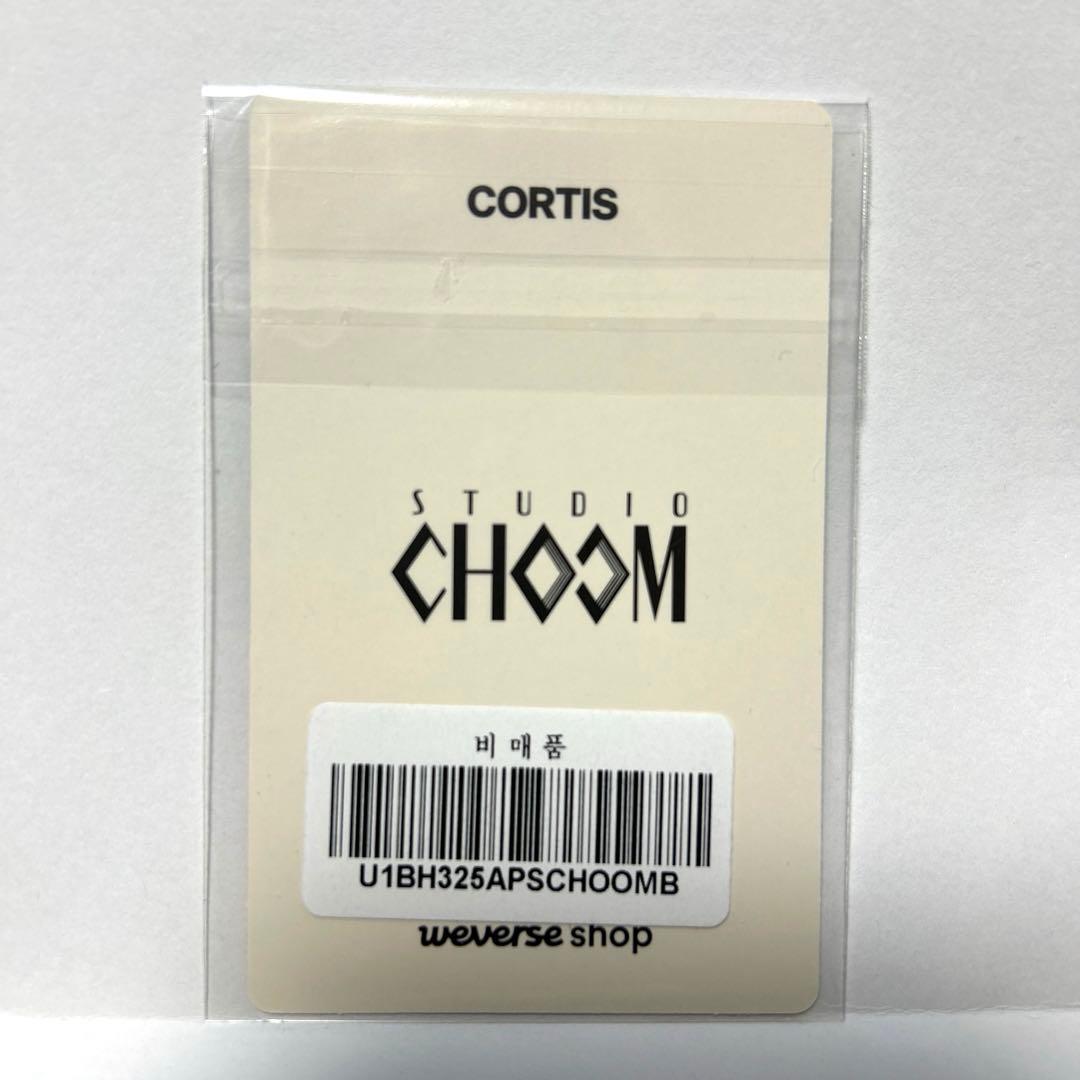 CORTIS
STUDIO
CHOOM
비매품
U1BH325APSCHOOMB
weverse shop